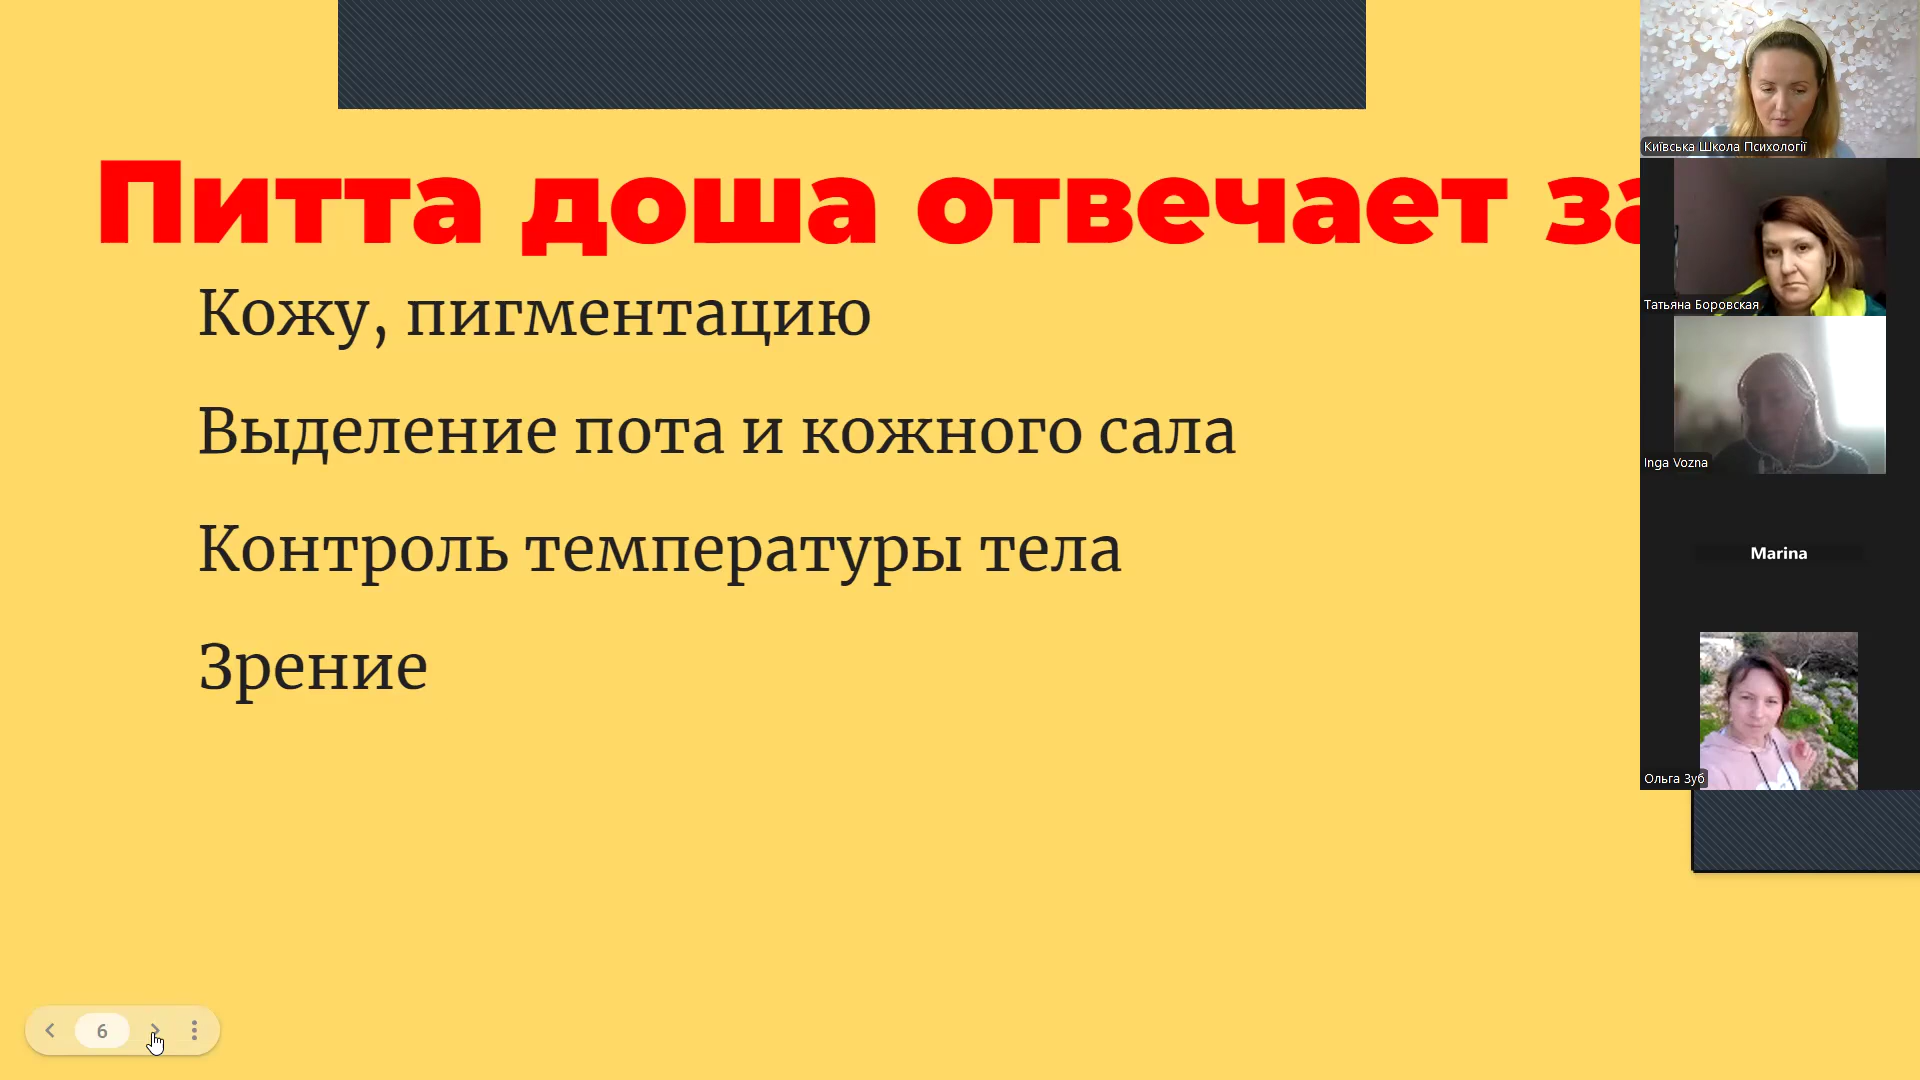 Питта доша отвечает за
Кожу, пигментацию
Выделение пота и кожного сала
Контроль температуры тела
Зрение
6
Київська Школа Психології
Татьяна Боровская
Inga Vozna
Marina
Ольга Зуб